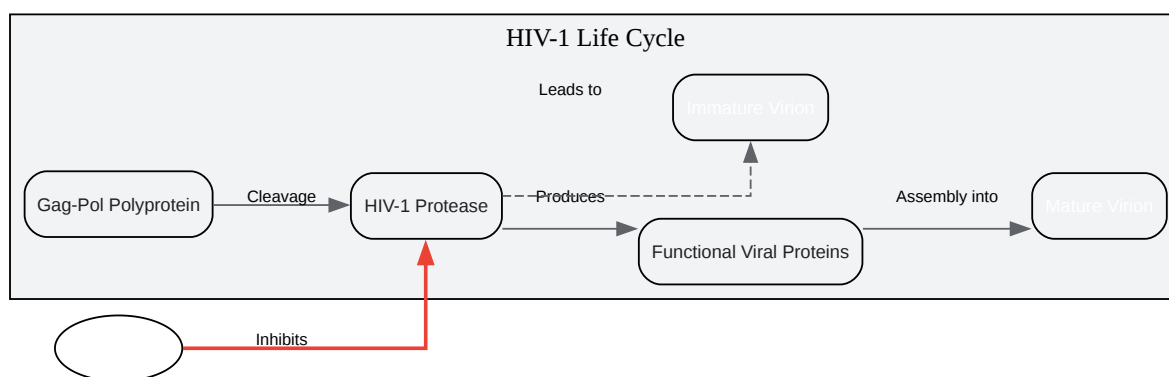 HIV-1 Life Cycle
Leads to
Immature Virion
Gag-Pol Polyprotein
Cleavage
HIV-1 Protease
Produces
Functional Viral Proteins
Assembly into
Mature Virion
Inhibits